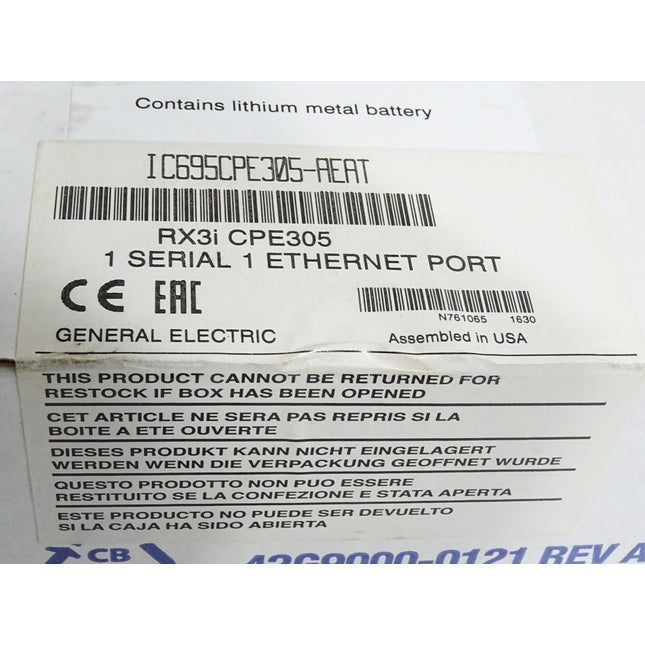 Contains lithium metal battery
IC695CPE305-AEAT
RX3i CPE305
1 SERIAL 1 ETHERNET PORT
CE EAC
N761065 1630
GENERAL ELECTRIC
Assembled in USA
THIS PRODUCT CANNOT BE RETURNED FOR
RESTOCK IF BOX HAS BEEN OPENED
CET ARTICLE NE SERA PAS REPRIS SI LA
BOITE A ETE OUVERTE
DIESES PRODUKT KANN NICHT EINGELAGERT
WERDEN WENN DIE VERPACKUNG GEOFFNET WURDE
QUESTO PRODOTTO NON PUO ESSERE
RESTITUITO SE LA CONFEZIONE E STATA APERTA
ESTE PRODUCTO NO PUEDE SER DEVUELTO
SI LA CAJA HA SIDO ABIERTA
CB
42G9000-0121 REV A